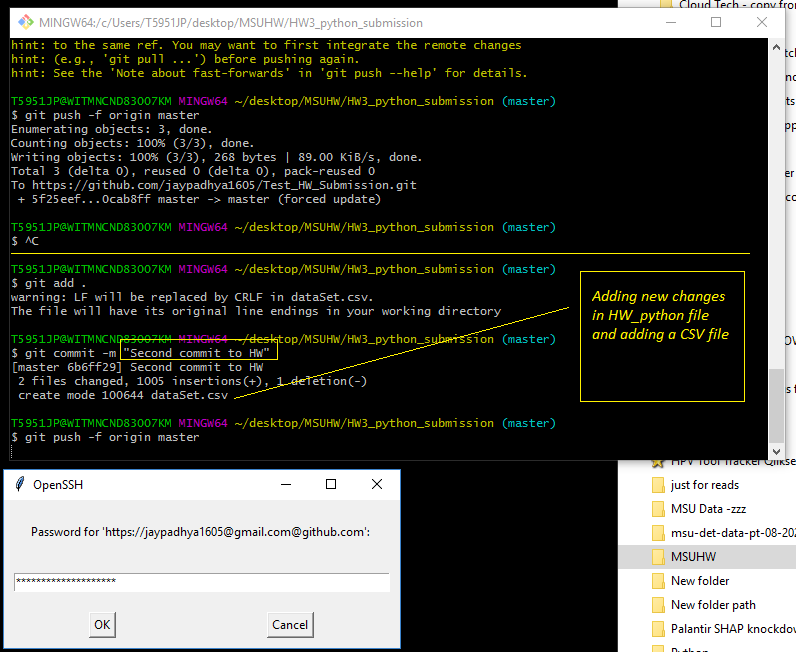 Cloud Tech - copy from
MINGW64:/c/Users/T5951JP/desktop/MSUHW/HW3_python_submission
hint: to the same ref. You may want to first integrate the remote changes
hint: (e.g., 'git pull ...') before pushing again.
hint: See the 'Note about fast-forwards' in 'git push --help' for details.
T5951JP@WITMNCND83007KM MINGW64 ~/desktop/MSUHW/HW3_python_submission (master)
$ git push -f origin master
Enumerating objects: 3, done.
Counting objects: 100% (3/3), done.
Writing objects: 100% (3/3), 268 bytes | 89.00 KiB/s, done.
Total 3 (delta 0), reused 0 (delta 0), pack-reused 0
To https://github.com/jaypadhya1605/Test_HW_Submission.git
+ 5f25eef...0cab8ff master -> master (forced update)
T5951JP@WITMNCND83007KM MINGW64 ~/desktop/MSUHW/HW3_python_submission (master)
$ ^C
T5951JP@WITMNCND83007KM MINGW64 ~/desktop/MSUHW/HW3_python_submission (master)
$ git add .
warning: LF will be replaced by CRLF in dataSet.csv.
The file will have its original line endings in your working directory
T5951JP@WITMNCND83007KM MINGW64 ~/desktop/MSUHW/HW3_python_submission (master)
$ git commit -m "Second commit to HW"
[master 6b6ff29] Second commit to HW
2 files changed, 1005 insertions(+), 1 deletion(-)
create mode 100644 dataSet.csv
T5951JP@WITMNCND83007KM MINGW64 ~/desktop/MSUHW/HW3_python_submission (master)
$ git push -f origin master
Adding new changes
in HW_python file
and adding a CSV file
OpenSSH
Password for 'https://jaypadhya1605@gmail.com@github.com':
********************
OK
Cancel
HPV Tool Tracker Qlikse
just for reads
MSU Data -zzz
msu-det-data-pt-08-202
MSUHW
New folder
New folder path
Palantir SHAP knockdow
Python